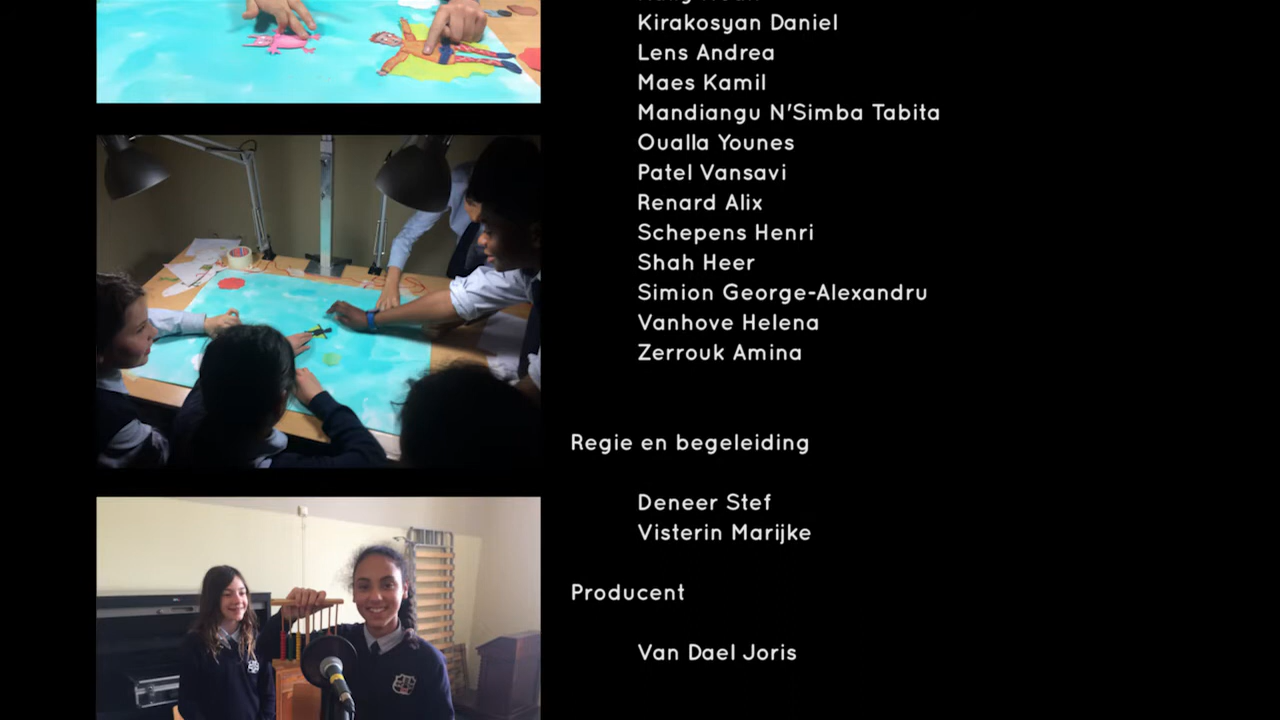 Kirakosyan Daniel
Lens Andrea
Maes Kamil
Mandiangu N'Simba Tabita
Oualla Younes
Patel Vansavi
Renard Alix
Schepens Henri
Shah Heer
Simion George-Alexandru
Vanhove Helena
Zerrouk Amina
Regie en begeleiding
Deneer Stef
Visterin Marijke
Producent
Van Dael Joris